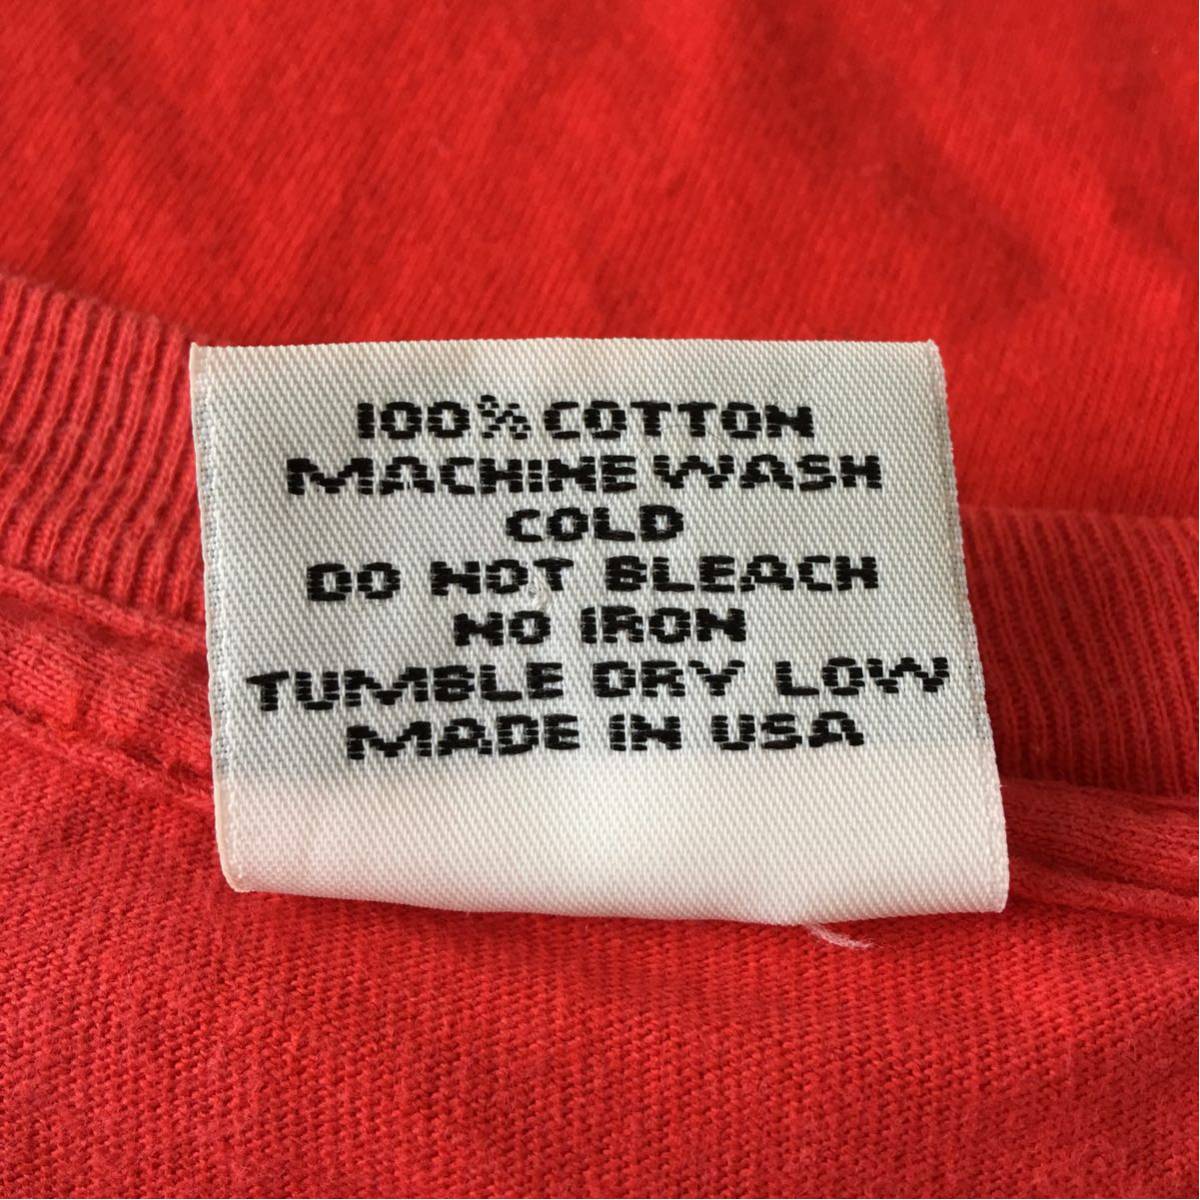 100% COTTON
MACHINE WASH
COLD
DO NOT BLEACH
NO IRON
TUMBLE DRY LOW
MADE IN USA